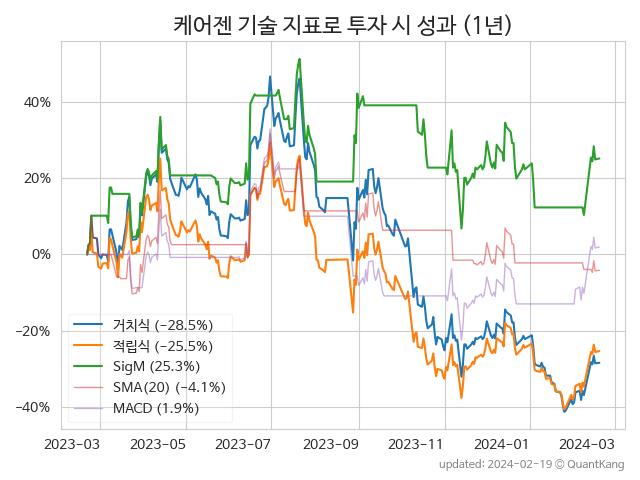 케어젠 기술 지표로 투자 시 성과 (1년)
40%
20%
0%
−20%
−40%
거치식 (−28.5%)
적립식 (−25.5%)
SigM (25.3%)
SMA(20) (−4.1%)
MACD (1.9%)
2023-03 2023-05 2023-07 2023-09 2023-11 2024-01 2024-03
updated: 2024-02-19 © QuantKang